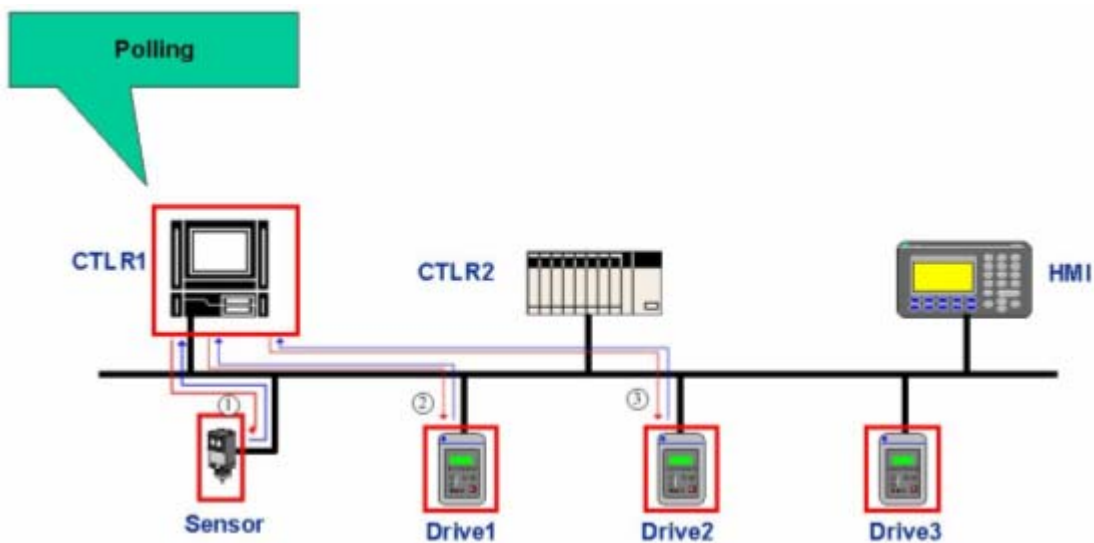 Polling
CTLR1
CTLR2
HMI
①
②
③
Sensor
Drive1
Drive2
Drive3